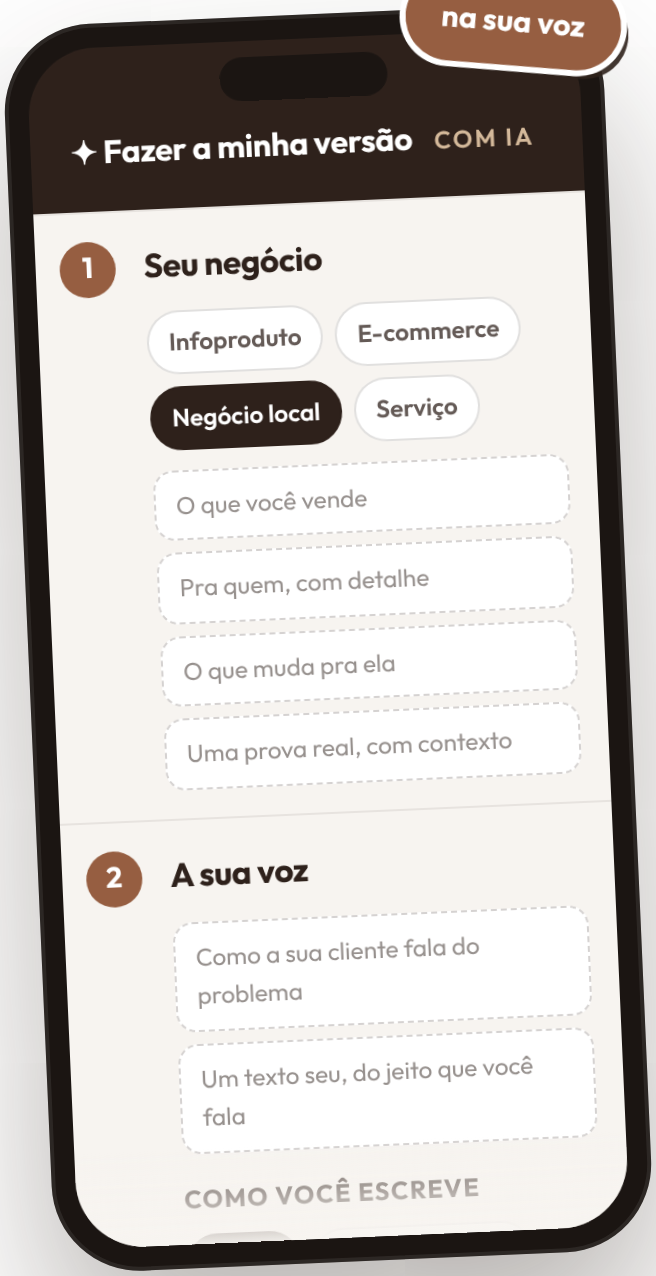 na sua voz
✦ Fazer a minha versão COM IA
1 Seu negócio
Infoproduto E-commerce
Negócio local Serviço
O que você vende
Pra quem, com detalhe
O que muda pra ela
Uma prova real, com contexto
2 A sua voz
Como a sua cliente fala do
problema
Um texto seu, do jeito que você
fala
COMO VOCÊ ESCREVE